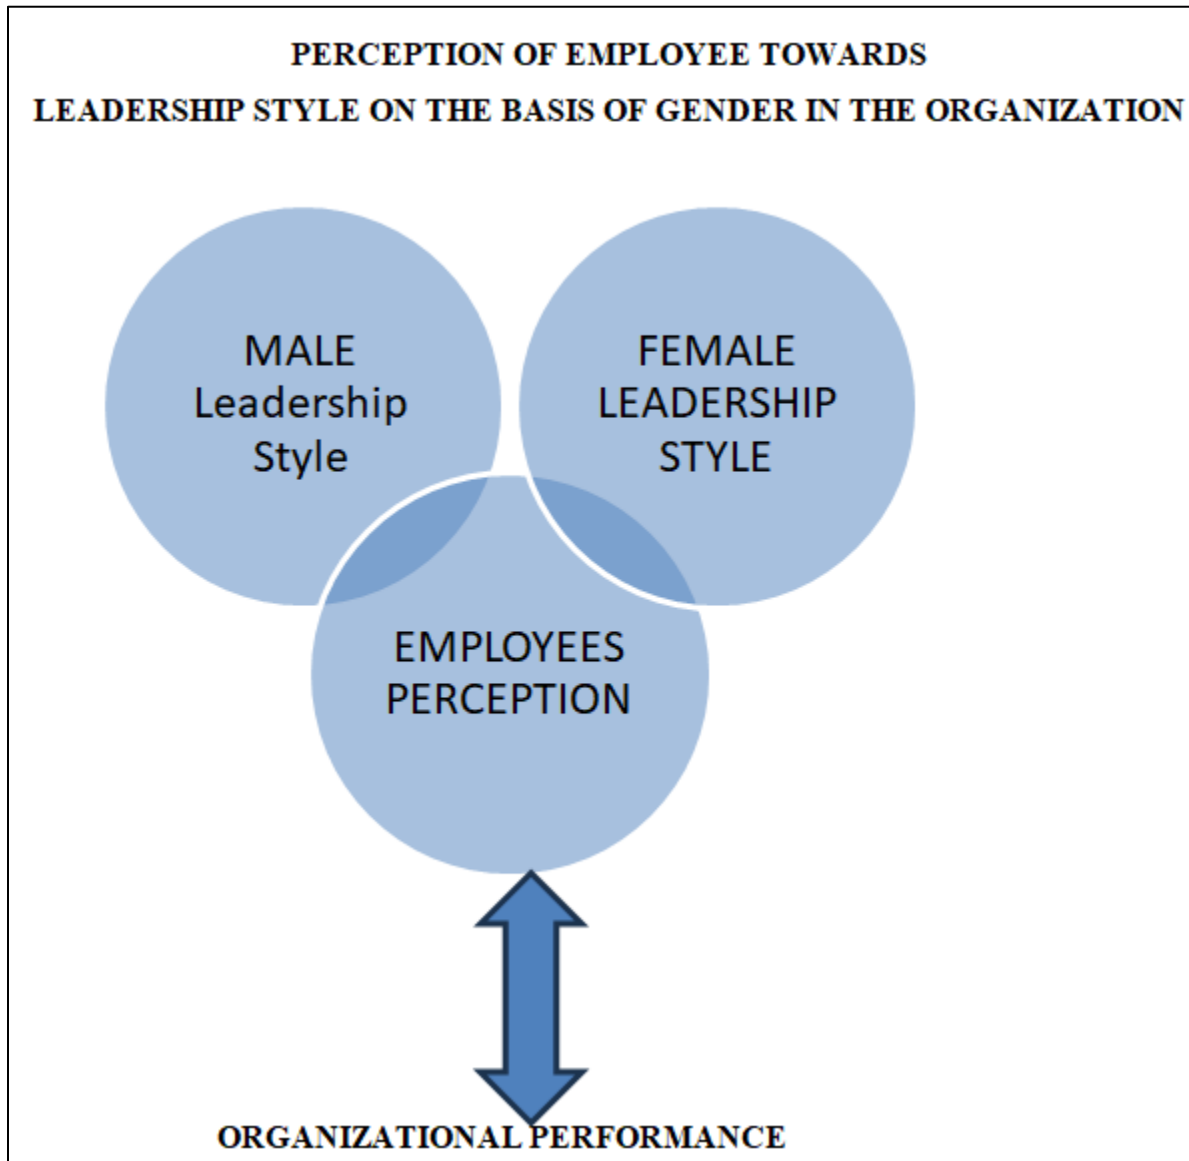 PERCEPTION OF EMPLOYEE TOWARDS
LEADERSHIP STYLE ON THE BASIS OF GENDER IN THE ORGANIZATION
MALE
Leadership
Style
FEMALE
LEADERSHIP
STYLE
EMPLOYEES
PERCEPTION
ORGANIZATIONAL PERFORMANCE